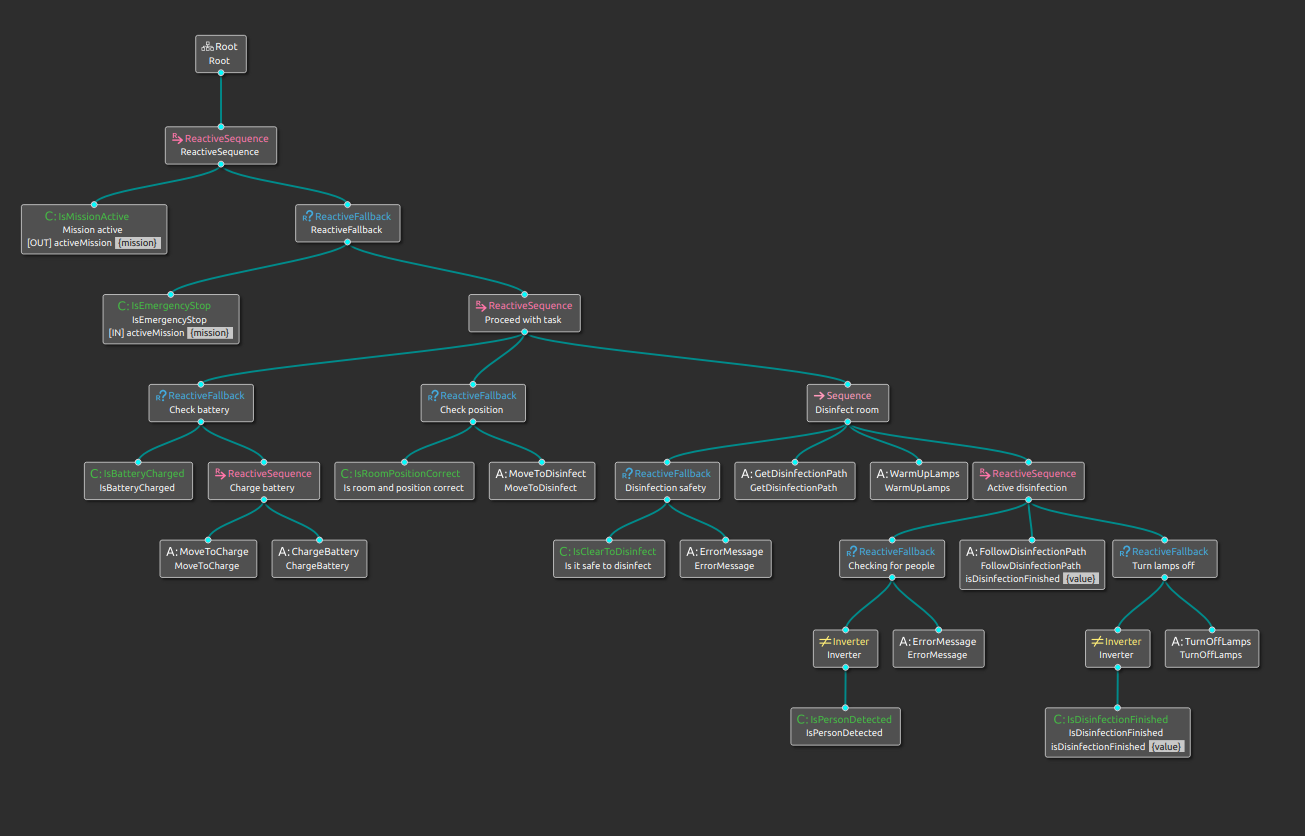 Root
Root
ReactiveSequence
ReactiveSequence
C: IsMissionActive
Mission active
[OUT] activeMission {mission}
R? ReactiveFallback
ReactiveFallback
C: IsEmergencyStop
IsEmergencyStop
[IN] activeMission {mission}
ReactiveSequence
Proceed with task
R? ReactiveFallback
Check battery
R? ReactiveFallback
Check position
Sequence
Disinfect room
C: IsBatteryCharged
IsBatteryCharged
ReactiveSequence
Charge battery
C: IsRoomPositionCorrect
Is room and position correct
A: MoveToDisinfect
MoveToDisinfect
R? ReactiveFallback
Disinfection safety
A: GetDisinfectionPath
GetDisinfectionPath
A: WarmUpLamps
WarmUpLamps
ReactiveSequence
Active disinfection
A: MoveToCharge
MoveToCharge
A: ChargeBattery
ChargeBattery
C: IsClearToDisinfect
Is it safe to disinfect
A: ErrorMessage
ErrorMessage
R? ReactiveFallback
Checking for people
A: FollowDisinfectionPath
FollowDisinfectionPath
isDisinfectionFinished {value}
R? ReactiveFallback
Turn lamps off
Inverter
Inverter
A: ErrorMessage
ErrorMessage
Inverter
Inverter
A: TurnOffLamps
TurnOffLamps
C: IsPersonDetected
IsPersonDetected
C: IsDisinfectionFinished
IsDisinfectionFinished
isDisinfectionFinished {value}